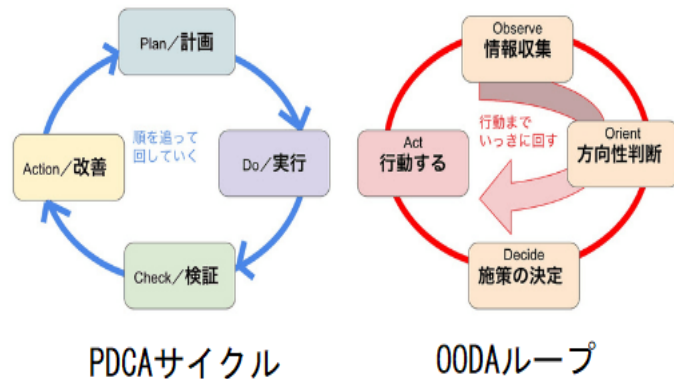 Plan／計画
順を追って
回していく
Action／改善
Do／実行
Check／検証
PDCAサイクル
Observe
情報収集
行動まで
いっきに回す
Act
行動する
Orient
方向性判断
Decide
施策の決定
OODAループ